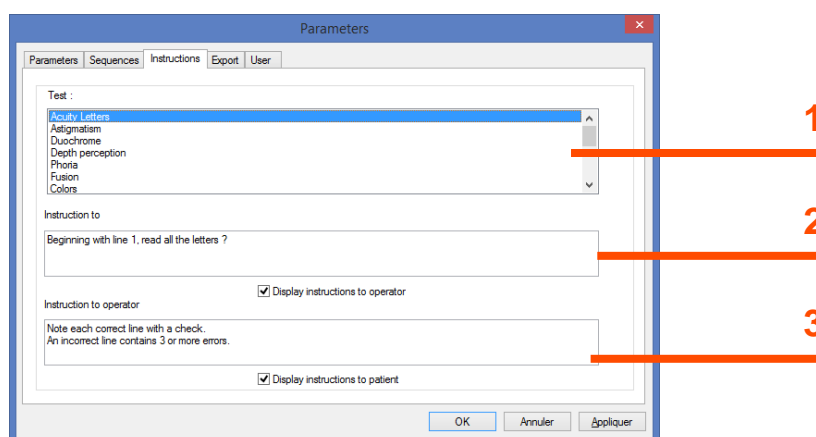 Parameters
Parameters Sequences Instructions Export User
Test :
Acuity Letters
Astigmatism
Duochrome
Depth perception
Phoria
Fusion
Colors
1
Instruction to
Beginning with line 1, read all the letters ?
2
Display instructions to operator
Instruction to operator
Note each correct line with a check.
An incorrect line contains 3 or more errors.
3
Display instructions to patient
OK Annuler Appliquer